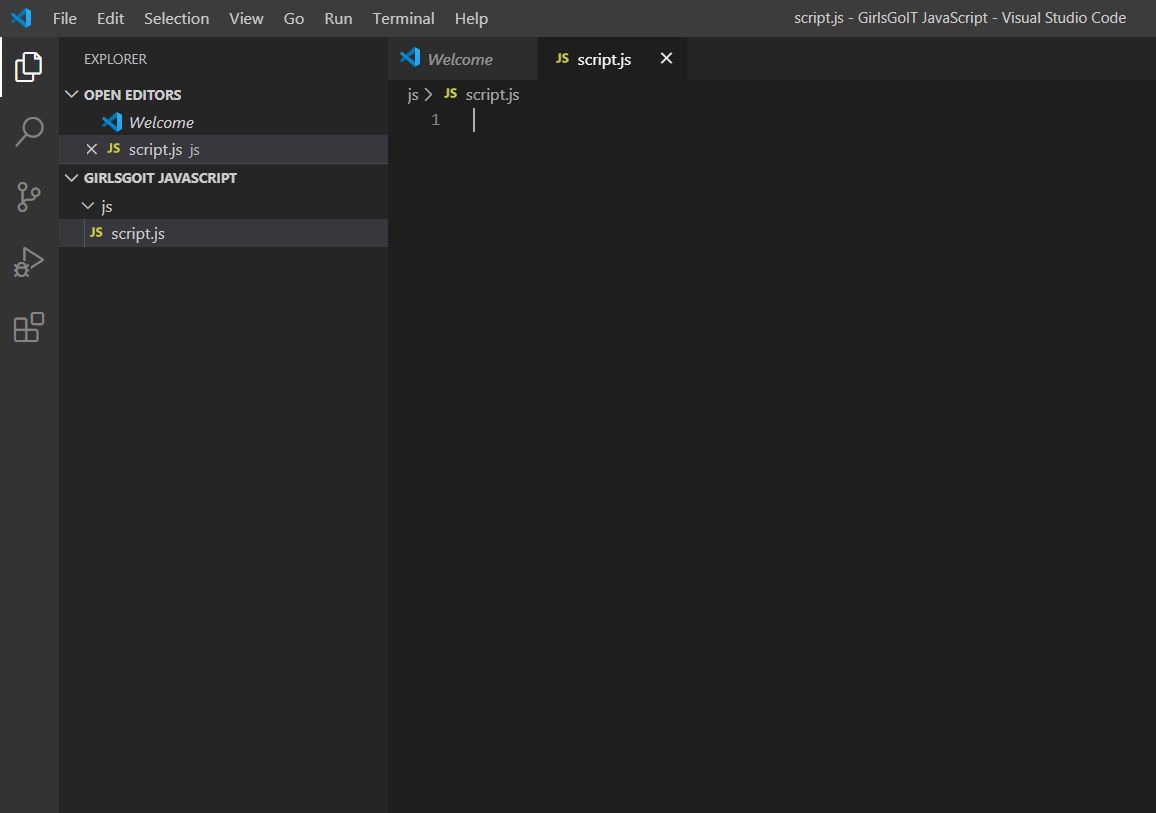 File Edit Selection View Go Run Terminal Help script.js - GirlsGoIT JavaScript - Visual Studio Code
EXPLORER
OPEN EDITORS
Welcome
JS script.js js
GIRLSGOIT JAVASCRIPT
js
JS script.js
Welcome JS script.js
js > JS script.js
1